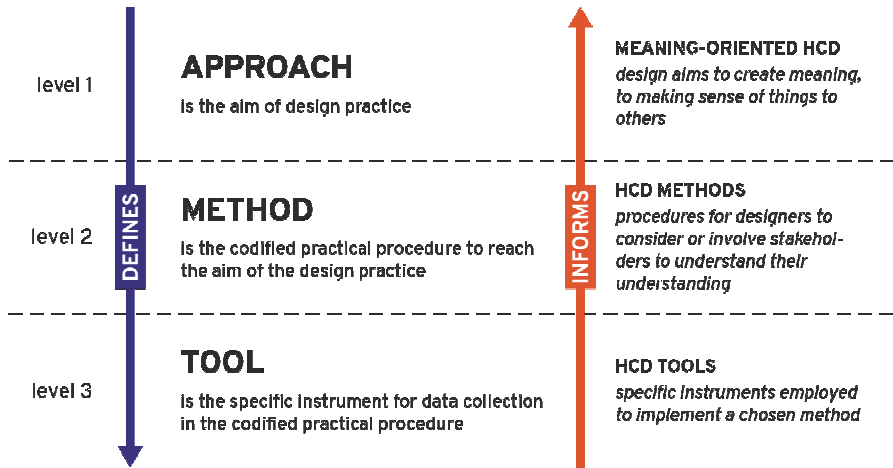 level 1
APPROACH
is the aim of design practice
MEANING-ORIENTED HCD
design aims to create meaning,
to making sense of things to
others
DEFINES
INFORMS
level 2
METHOD
is the codified practical procedure to reach
the aim of the design practice
HCD METHODS
procedures for designers to
consider or involve stakehol-
ders to understand their
understanding
level 3
TOOL
is the specific instrument for data collection
in the codified practical procedure
HCD TOOLS
specific instruments employed
to implement a chosen method